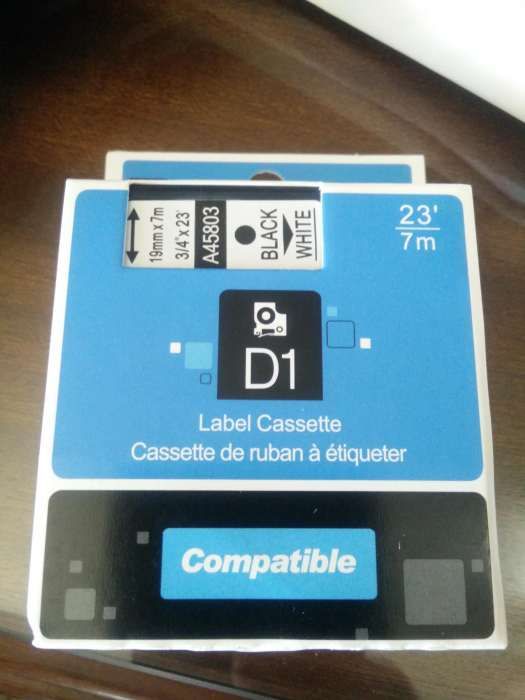 19mm x 7m
3/4"x 23'
A45803
BLACK
WHITE
23'
7m
D1
Label Cassette
Cassette de ruban à étiqueter
Compatible